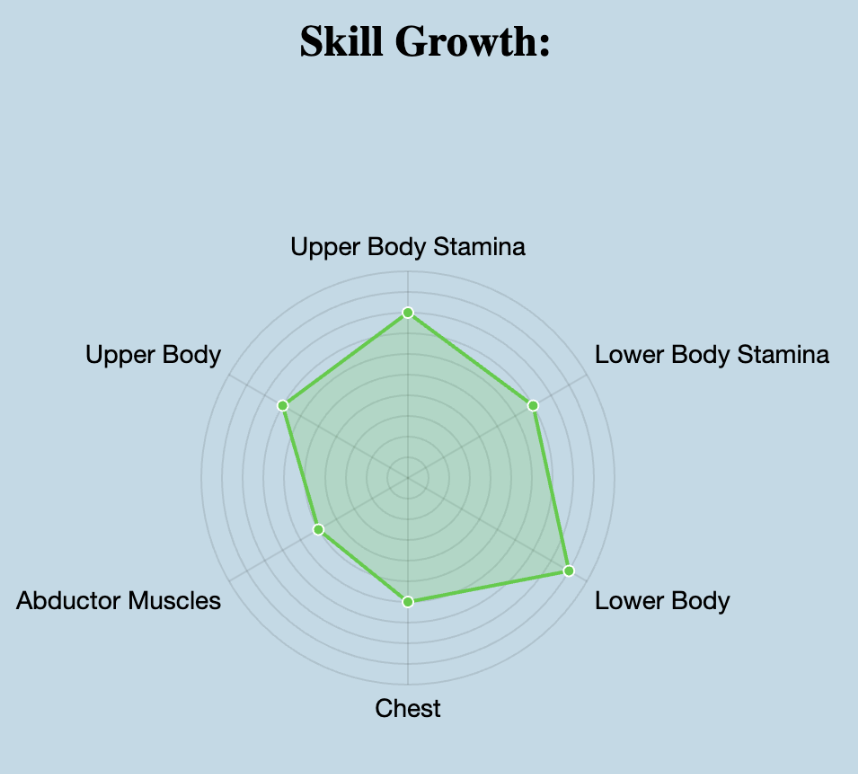 Skill Growth:
Upper Body Stamina
Upper Body
Lower Body Stamina
Abductor Muscles
Lower Body
Chest